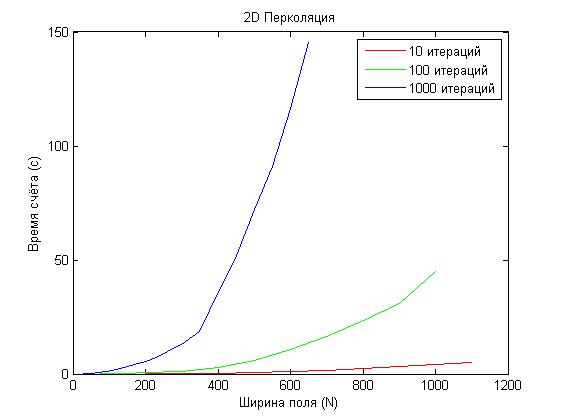 2D Перколяция
150
10 итераций
100 итераций
1000 итераций
100
Время счёта (с)
50
0
0
200
400
600
800
1000
1200
Ширина поля (N)